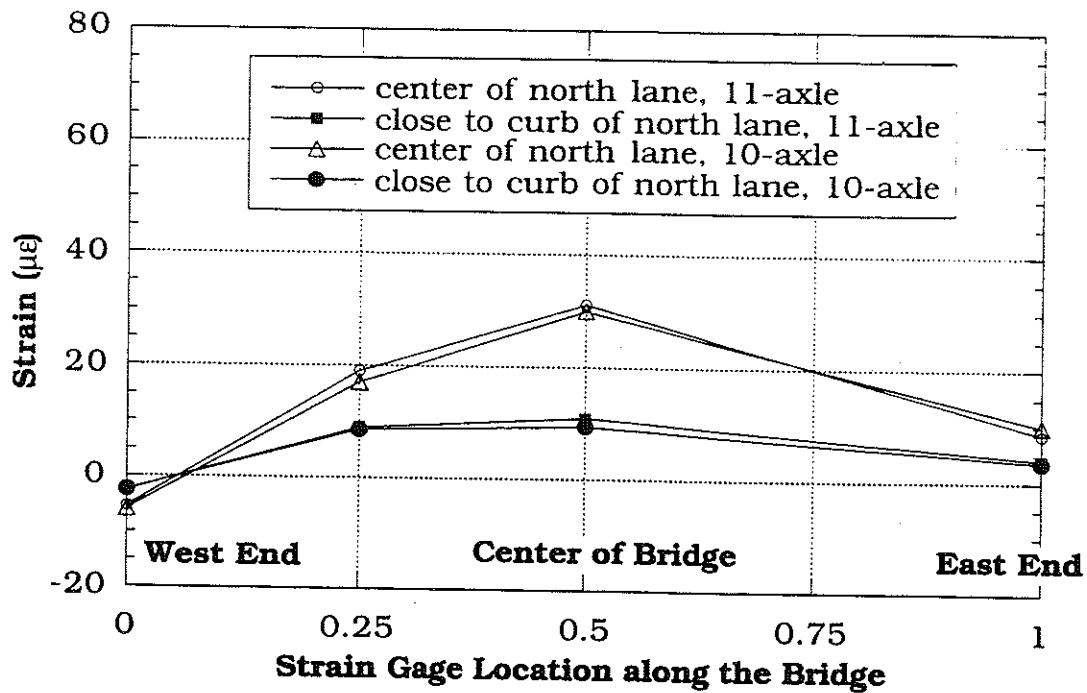 80
60
40
20
0
-20
Strain (με)
center of north lane, 11-axle
close to curb of north lane, 11-axle
center of north lane, 10-axle
close to curb of north lane, 10-axle
West End
Center of Bridge
East End
0
0.25
0.5
0.75
1
Strain Gage Location along the Bridge